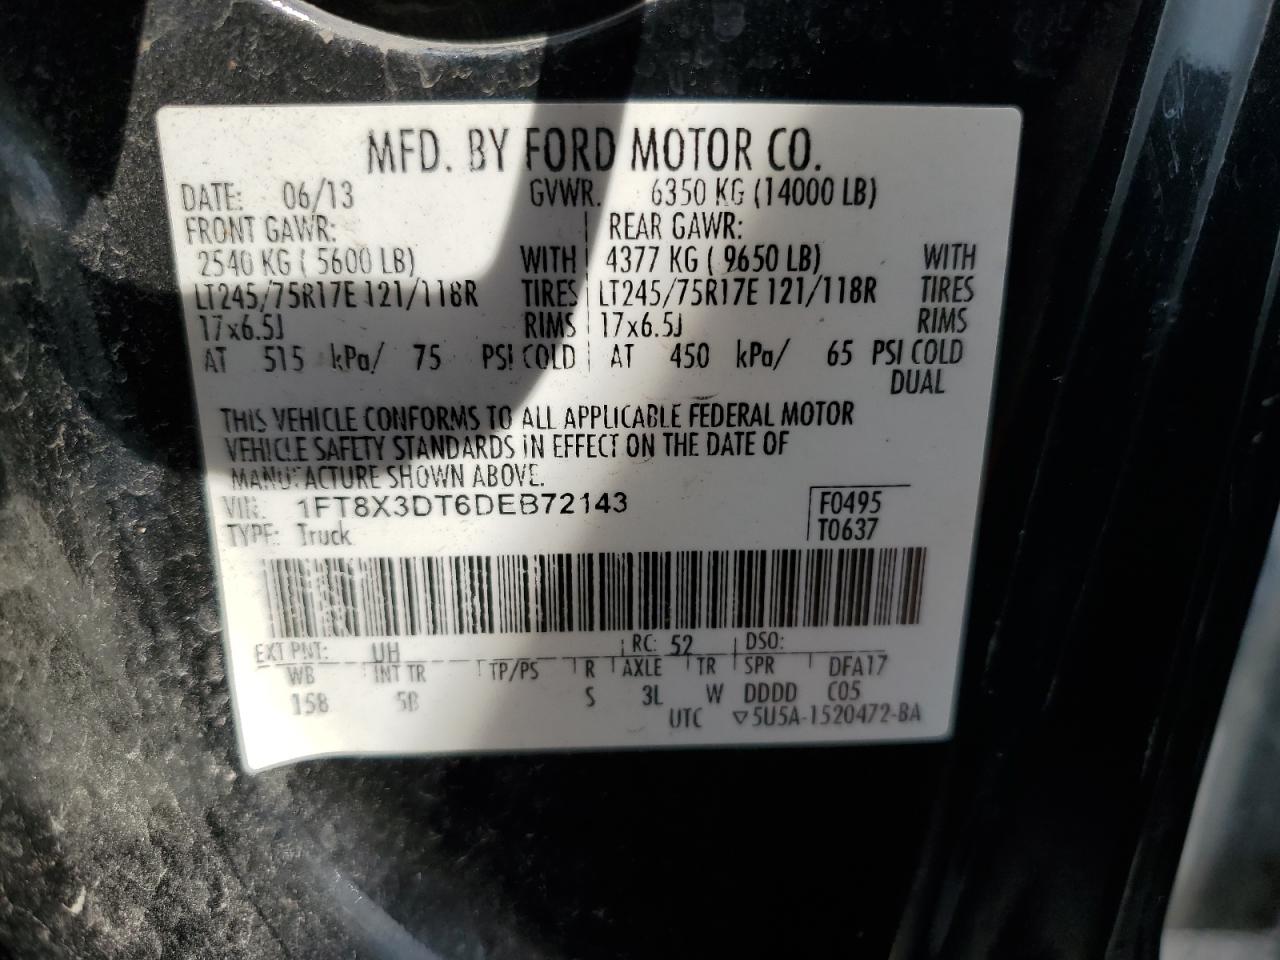 MFD. BY FORD MOTOR CO.
DATE: 06/13 GVWR. 6350 KG (14000 LB)
FRONT GAWR: REAR GAWR:
2540 KG ( 5600 LB) WITH 4377 KG ( 9650 LB) WITH
LT245/75R17E 121/118R TIRES LT245/75R17E 121/118R TIRES
17x6.5J RIMS 17x6.5J RIMS
AT 515 kPa/ 75 PSI COLD AT 450 kPa/ 65 PSI COLD
DUAL
THIS VEHICLE CONFORMS TO ALL APPLICABLE FEDERAL MOTOR
VEHICLE SAFETY STANDARDS IN EFFECT ON THE DATE OF
MANUFACTURE SHOWN ABOVE.
VIN: 1FT8X3DT6DEB72143 F0495
TYPE: Truck T0637
EXT PNT: UH RC: 52 DSO:
WB INT TR TP/PS R AXLE TR SPR DFA17
158 5B S 3L W DDDD C05
UTC ▽5U5A-1520472-BA